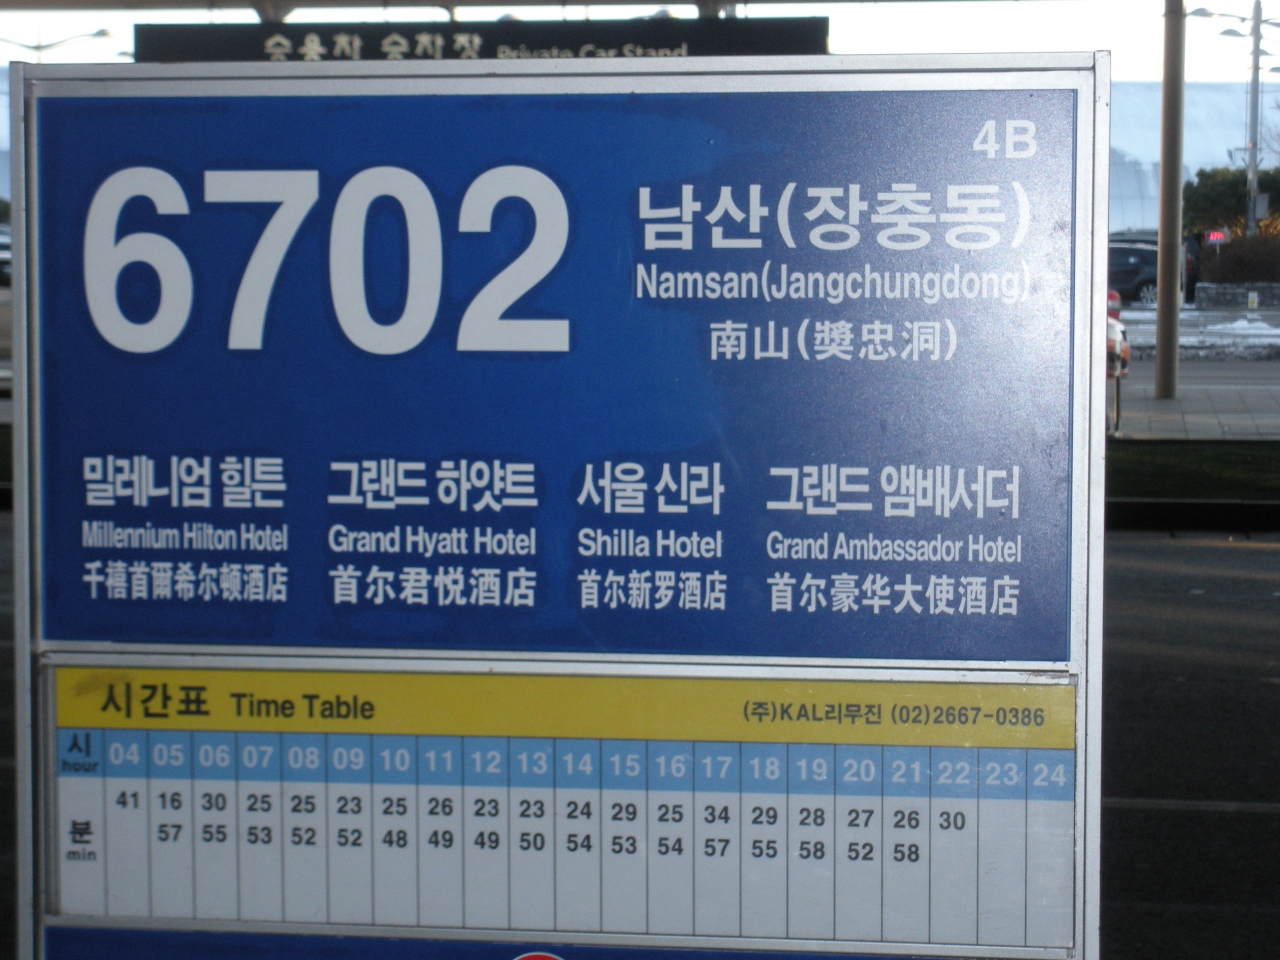 승용차 승차장 Private Car Stand
4B
6702
남산(장충동)
Namsan(Jangchungdong)
南山(奬忠洞)
밀레니엄 힐튼 그랜드 하얏트 서울 신라 그랜드 앰배서더
Millennium Hilton Hotel Grand Hyatt Hotel Shilla Hotel Grand Ambassador Hotel
千禧首爾希尔顿酒店 首尔君悦酒店 首尔新罗酒店 首尔豪华大使酒店
시간표 Time Table (주)KAL리무진 (02)2667-0386
시 04 05 06 07 08 09 10 11 12 13 14 15 16 17 18 19 20 21 22 23 24
hour
41 16 30 25 25 23 25 26 23 23 24 29 25 34 29 28 27 26 30
분 57 55 53 52 52 48 49 49 50 54 53 54 57 55 58 52 58
min